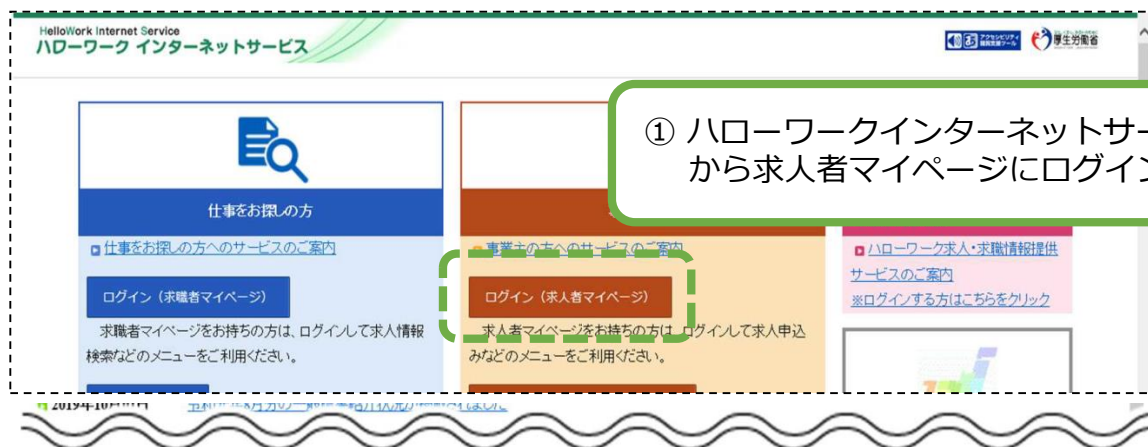 HelloWork Internet Service
ハローワーク インターネットサービス
厚生労働省
① ハローワークインターネットサー
から求人者マイページにログイン
仕事をお探しの方
仕事をお探しの方へのサービスのご案内
ログイン（求職者マイページ）
求職者マイページをお持ちの方は、ログインして求人情報
検索などのメニューをご利用ください。
事業主の方へのサービスのご案内
ログイン（求人者マイページ）
求人者マイページをお持ちの方は、ログインして求人申込
みなどのメニューをご利用ください。
ハローワーク求人・求職情報提供
サービスのご案内
※ログインする方はこちらをクリック